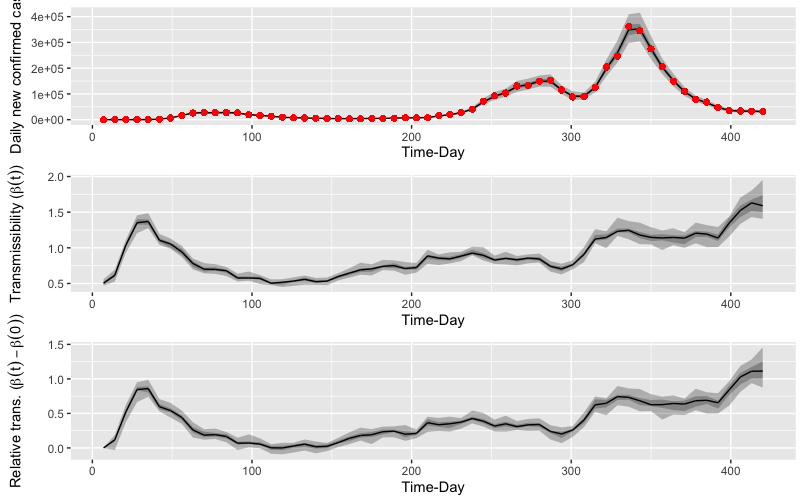 Daily new confirmed
4e+05
3e+05
2e+05
1e+05
0e+00
0
100
200
300
400
Time-Day
Transmissibility (β(t))
2.0
1.5
1.0
0.5
0
100
200
300
400
Time-Day
Relative trans. (β(t) − β(0))
1.5
1.0
0.5
0.0
0
100
200
300
400
Time-Day